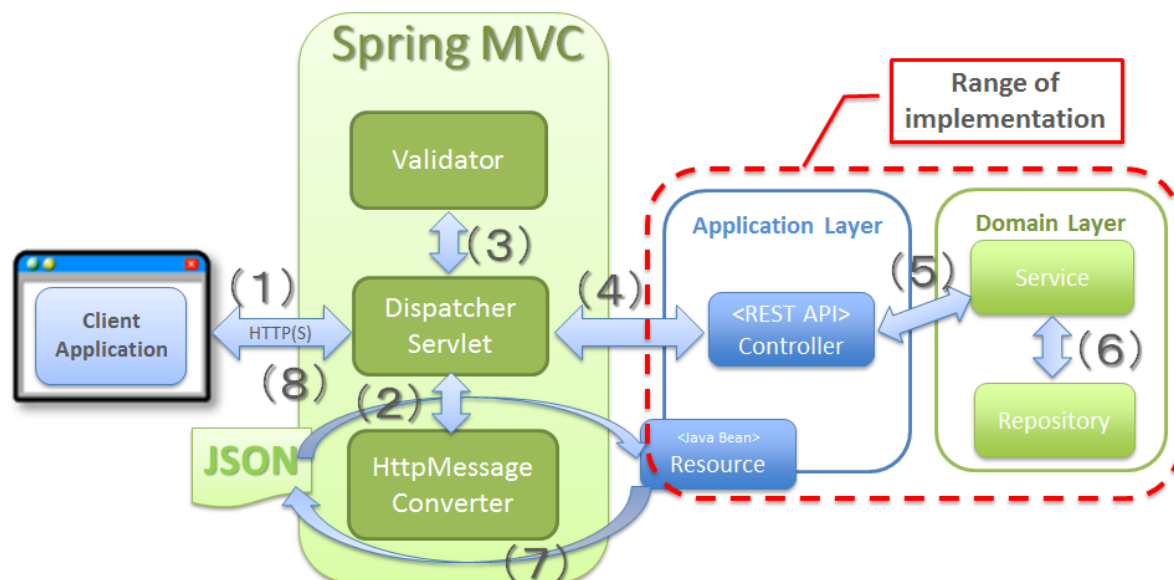 Spring MVC
Range of
implementation
Validator
Application Layer
Domain Layer
(3)
(5)
Service
(1)
(4)
Client
Application
HTTP(S)
Dispatcher
Servlet
<REST API>
Controller
(6)
(8)
(2)
Repository
JSON
HttpMessage
Converter
<Java Bean>
Resource
(7)